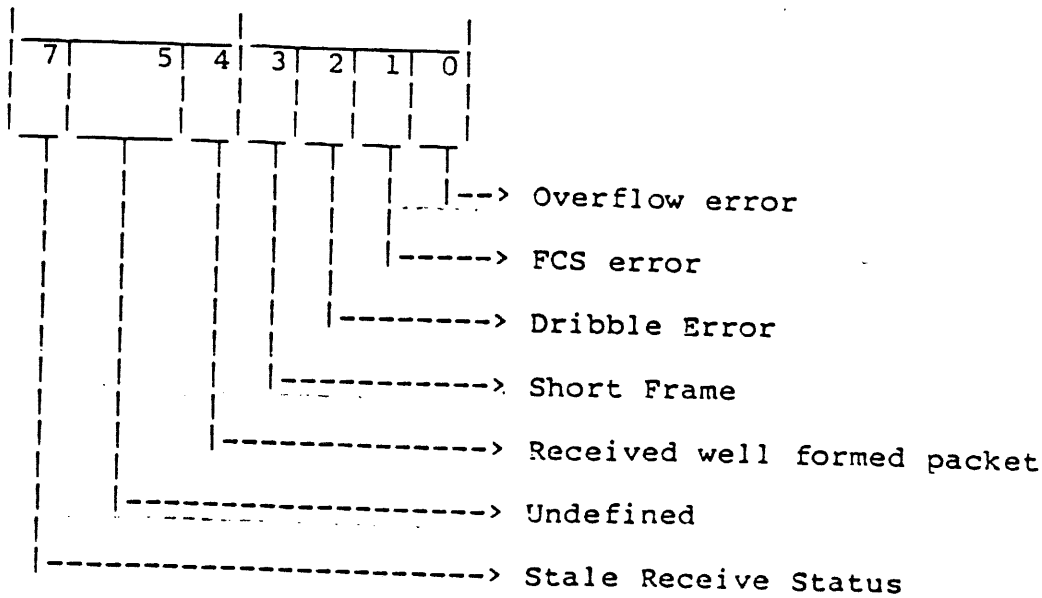 7 5 4 3 2 1 0
Overflow error
FCS error
Dribble Error
Short Frame
Received well formed packet
Undefined
Stale Receive Status